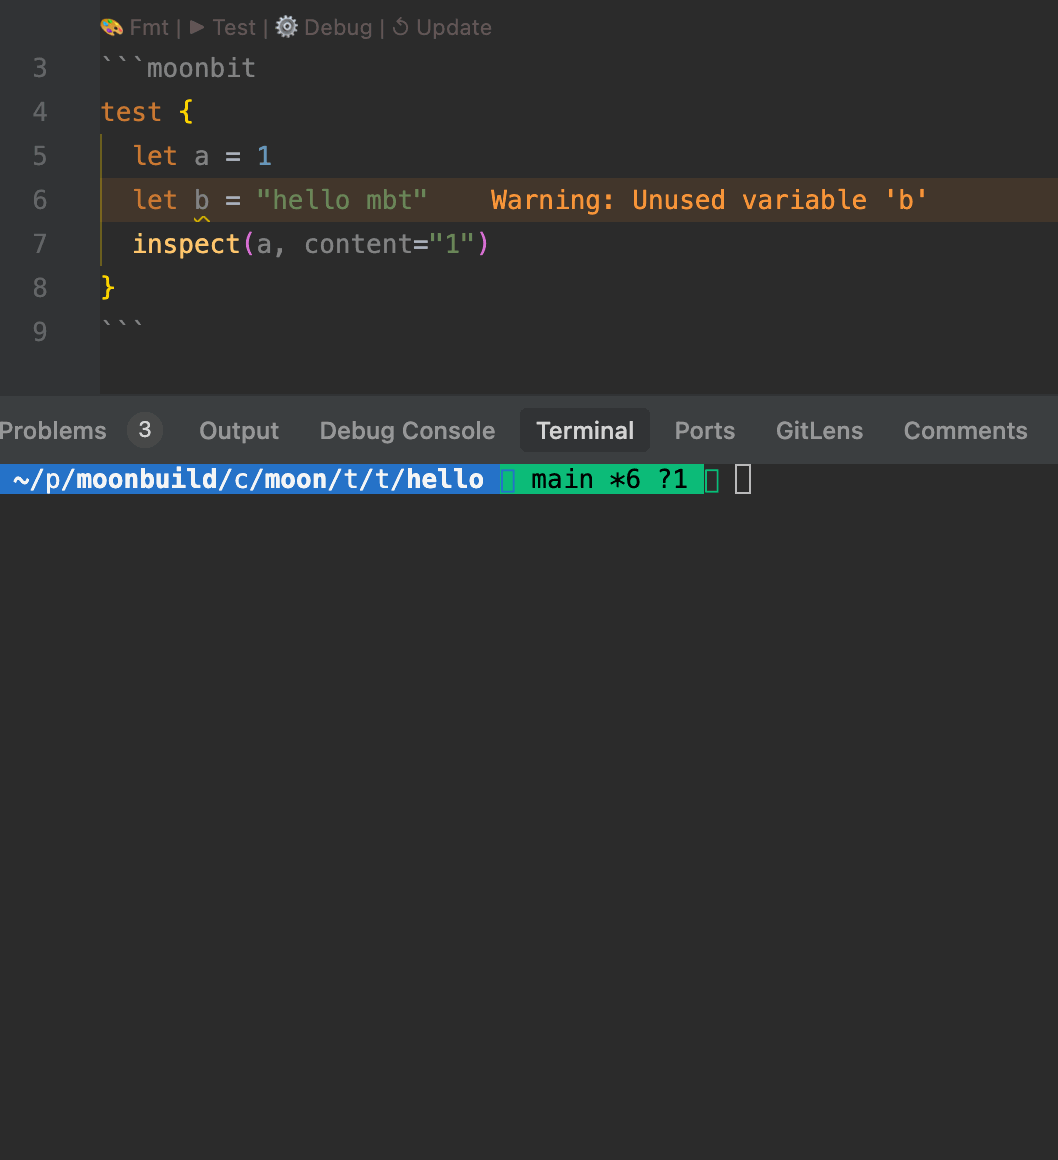 Fmt | Test | Debug | Update
3 ```moonbit
4 test {
5   let a = 1
6   let b = "hello mbt"    Warning: Unused variable 'b'
7   inspect(a, content="1")
8 }
9 ```
Problems 3 Output Debug Console Terminal Ports GitLens Comments
~/p/moonbuild/c/moon/t/t/hello main *6 ?1